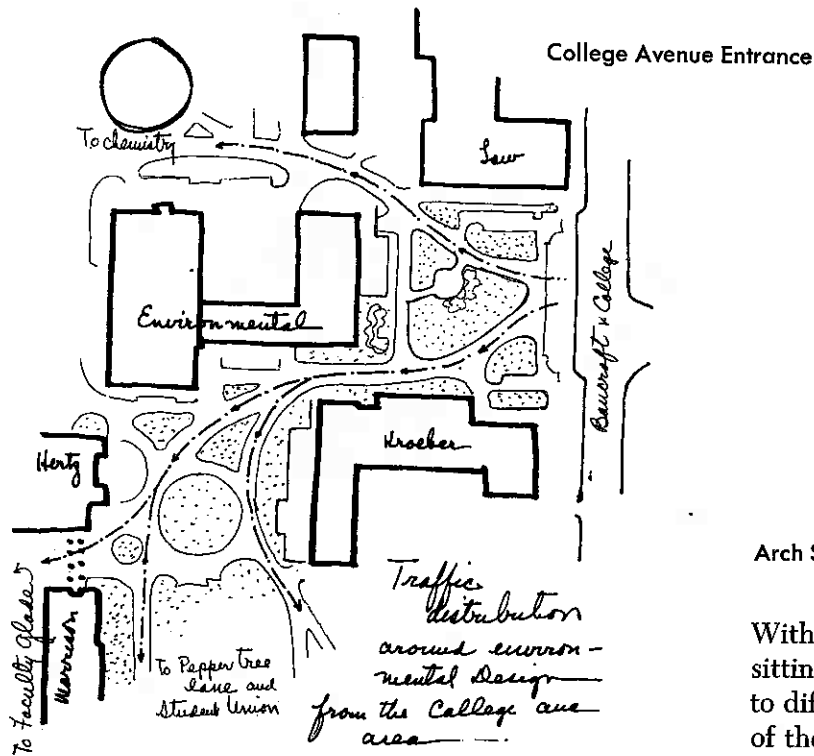 College Avenue Entrance
To chemistry
Law
Environmental
Bancroft & College
Kroeber
Hertz
Morrison
To Faculty Glade
To Pepper Tree
lane and
Student Union
Traffic
distribution
around environ-
mental Design
from the College ave
area
Arch S
With
sitting
to dif
of the